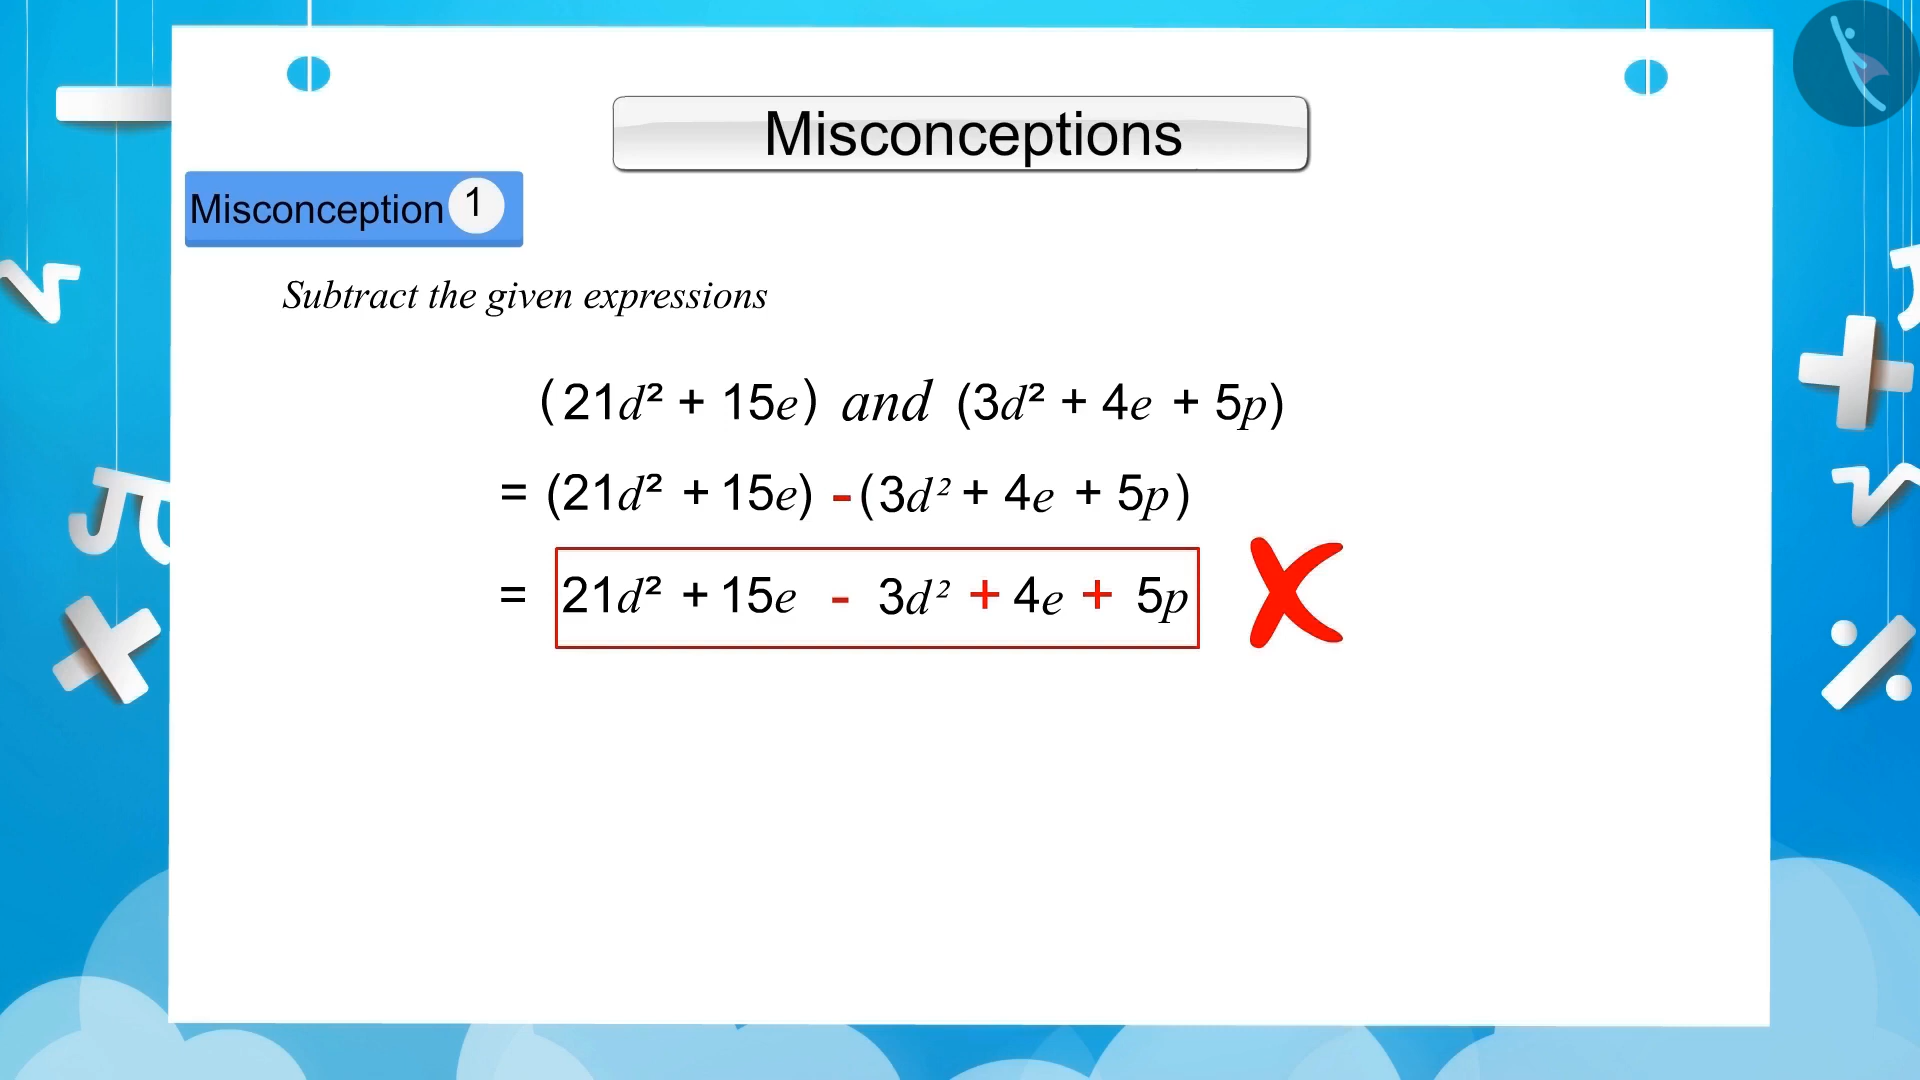 Misconceptions
Misconception 1
Subtract the given expressions
(21d² + 15e) and (3d² + 4e + 5p)
= (21d² + 15e) - (3d² + 4e + 5p)
= 21d² + 15e - 3d² + 4e + 5p